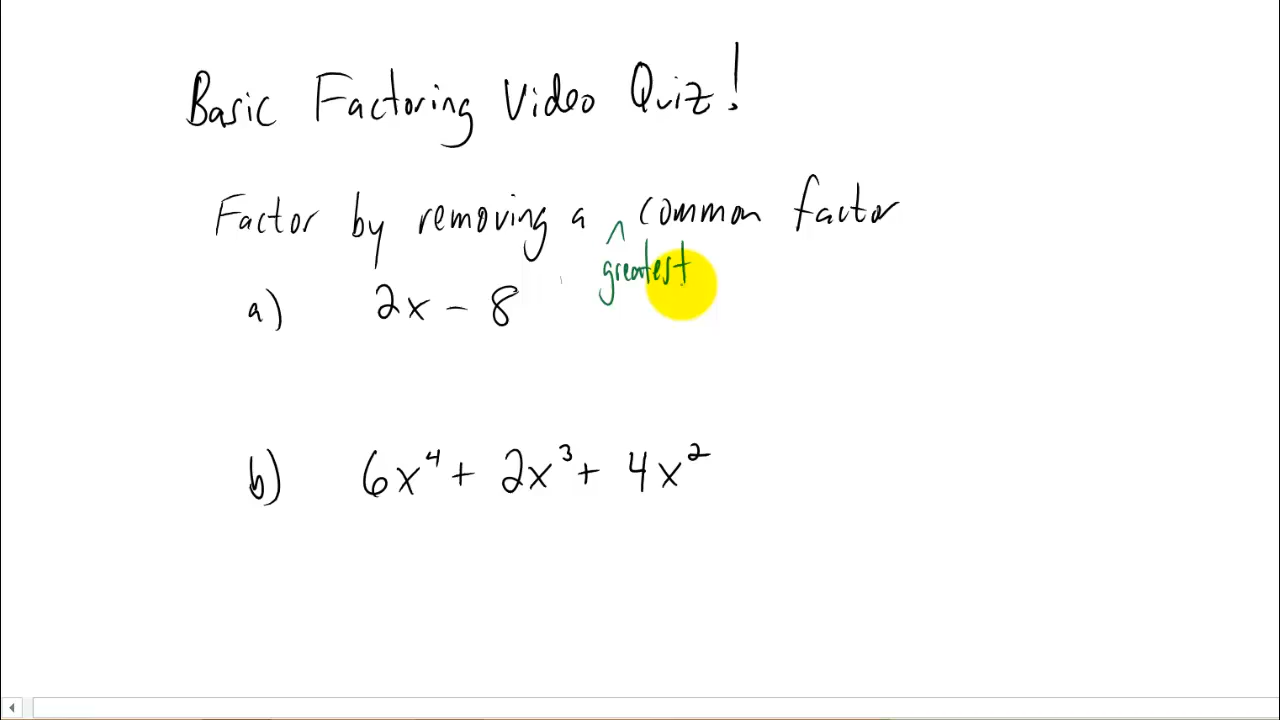 Basic Factoring Video Quiz!
Factor by removing a ^ common factor
greatest
a) 2x - 8
b) 6x⁴ + 2x³ + 4x²